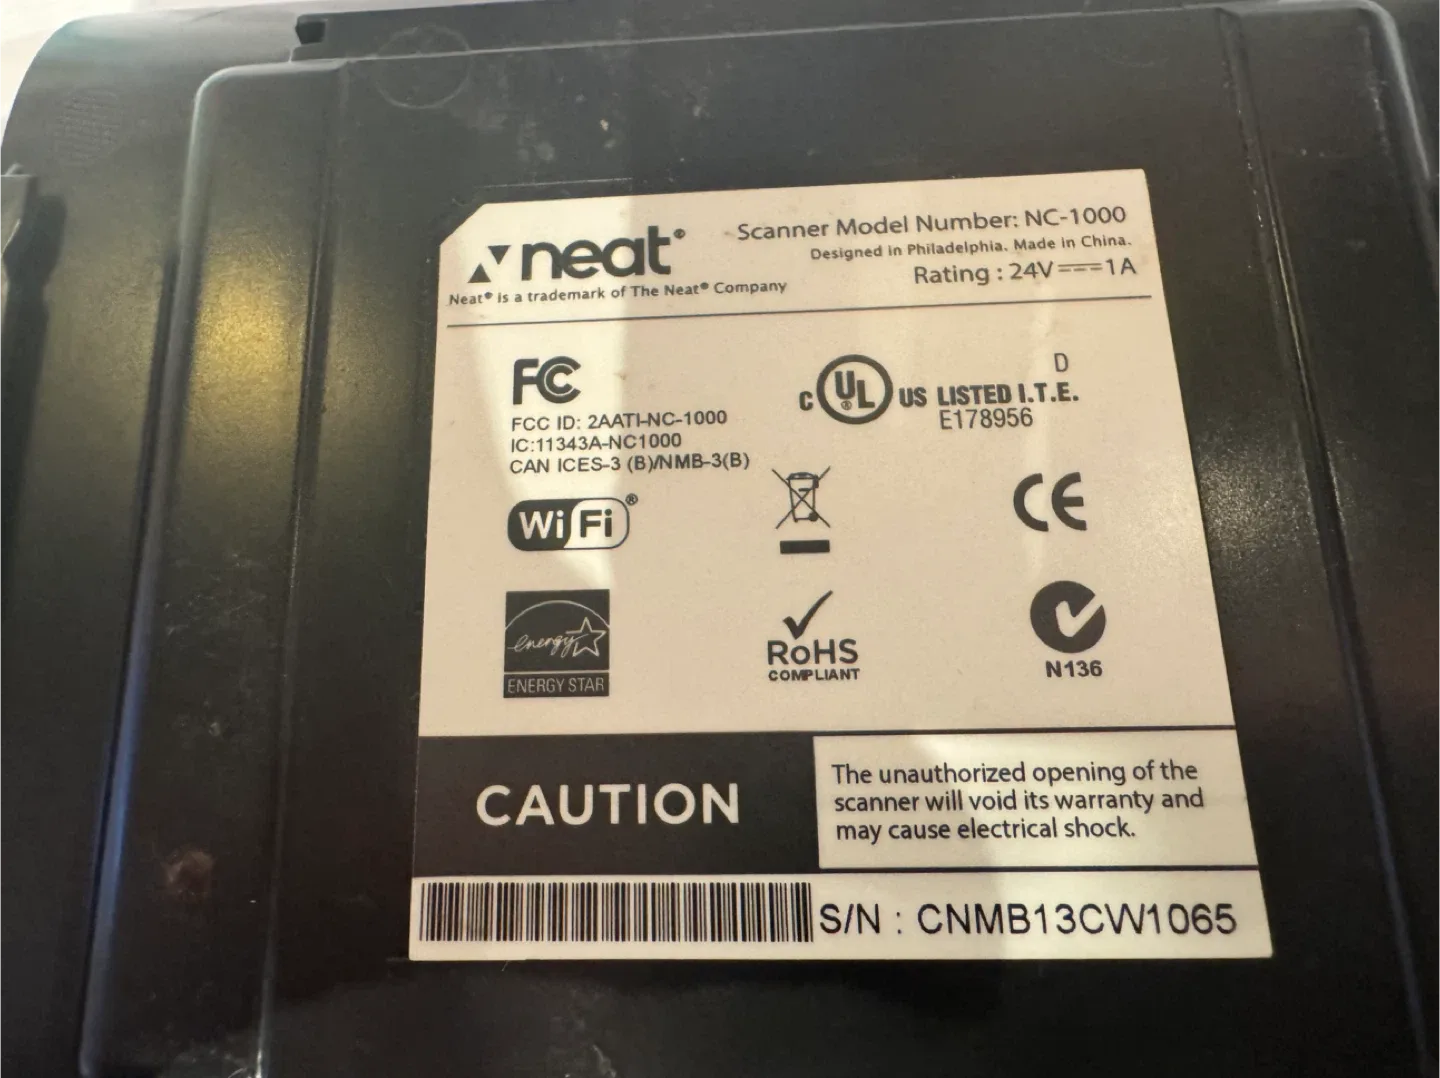 neat®
Neat® is a trademark of The Neat® Company
Scanner Model Number: NC-1000
Designed in Philadelphia. Made in China.
Rating : 24V⎓1A
FC
FCC ID: 2AATI-NC-1000
IC:11343A-NC1000
CAN ICES-3 (B)/NMB-3(B)
c UL® US LISTED I.T.E.
D
E178956
WiFi®
CE
energy
ENERGY STAR
RoHS
COMPLIANT
N136
CAUTION
The unauthorized opening of the
scanner will void its warranty and
may cause electrical shock.
S/N : CNMB13CW1065